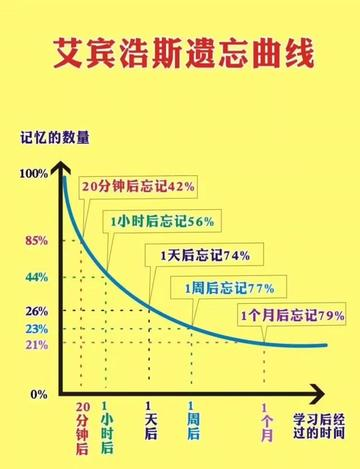 艾宾浩斯遗忘曲线
记忆的数量
100%
20分钟后忘记42%
1小时后忘记56%
85%
1天后忘记74%
44%
1周后忘记77%
26%
1个月后忘记79%
23%
21%
0%
20分钟后
1小时后
1天后
1周后
1个月
学习后经
过的时间